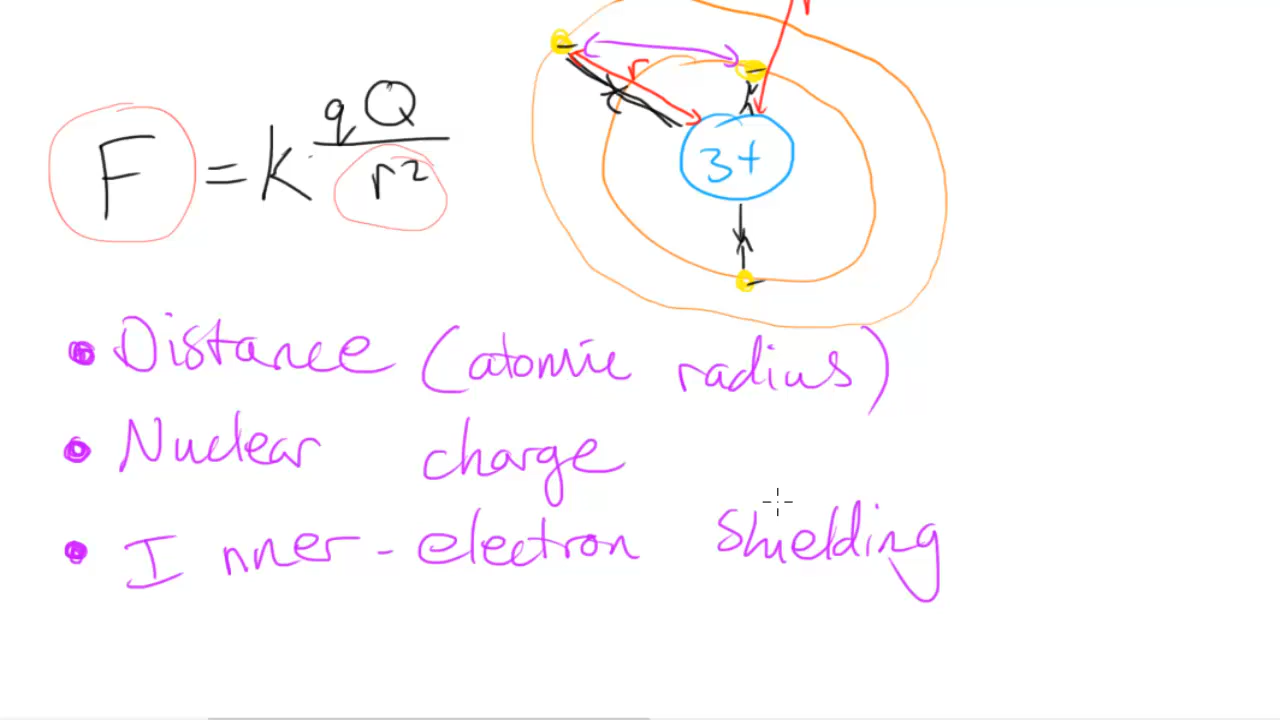 F = k qQ/r²
r
3+
- Distance (atomic radius)
- Nuclear charge
- Inner-electron shielding